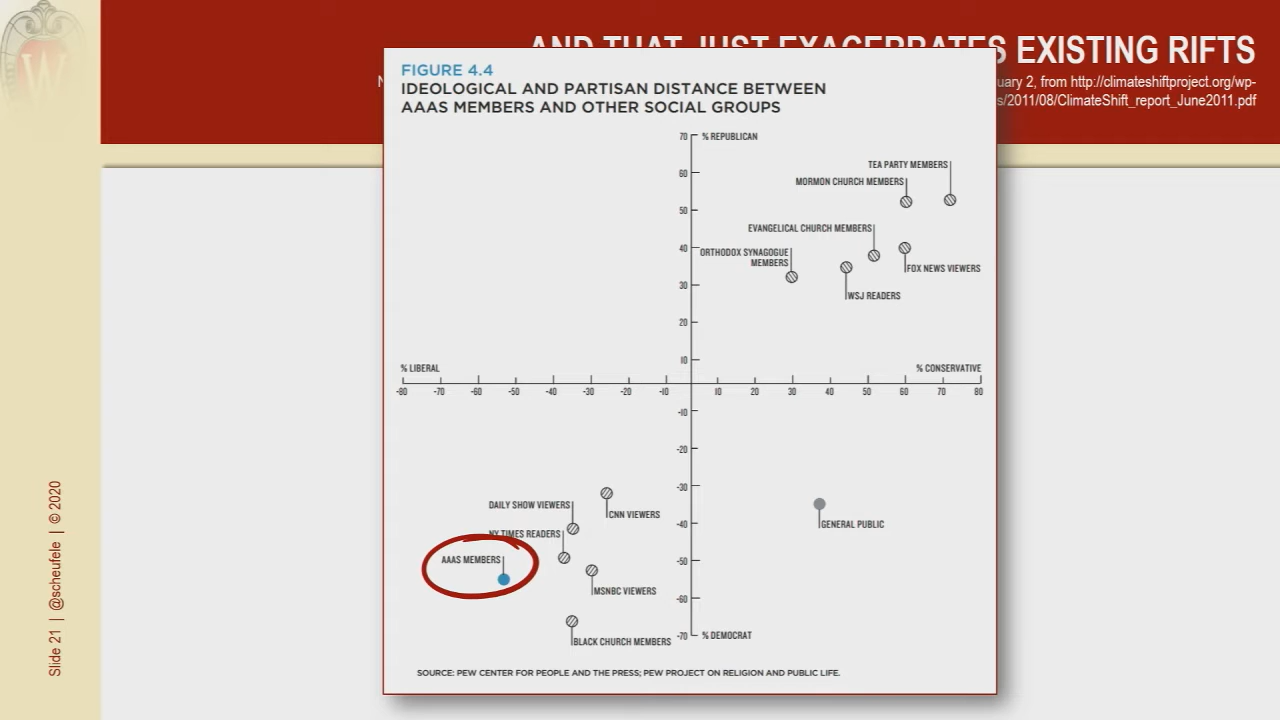 AND THAT JUST EXACERBATES EXISTING RIFTS
uary 2, from http://climateshiftproject.org/wp-
s/2011/08/ClimateShift_report_June2011.pdf
W
FIGURE 4.4
IDEOLOGICAL AND PARTISAN DISTANCE BETWEEN
AAAS MEMBERS AND OTHER SOCIAL GROUPS
70 % REPUBLICAN
TEA PARTY MEMBERS
60
MORMON CHURCH MEMBERS
50
EVANGELICAL CHURCH MEMBERS
40
ORTHODOX SYNAGOGUE
MEMBERS
FOX NEWS VIEWERS
30
WSJ READERS
20
10
% LIBERAL
% CONSERVATIVE
-80 -70 -60 -50 -40 -30 -20 -10 10 20 30 40 50 60 70 80
-10
-20
-30
DAILY SHOW VIEWERS
CNN VIEWERS
-40
GENERAL PUBLIC
NY TIMES READERS
-50
AAAS MEMBERS
MSNBC VIEWERS
-60
BLACK CHURCH MEMBERS
-70 % DEMOCRAT
SOURCE: PEW CENTER FOR PEOPLE AND THE PRESS; PEW PROJECT ON RELIGION AND PUBLIC LIFE.
Slide 21 | @scheufele | © 2020